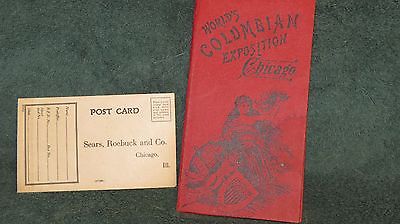 POST CARD
Sears, Roebuck and Co.
Chicago,
Ill.
WORLD'S
COLUMBIAN
EXPOSITION
Chicago